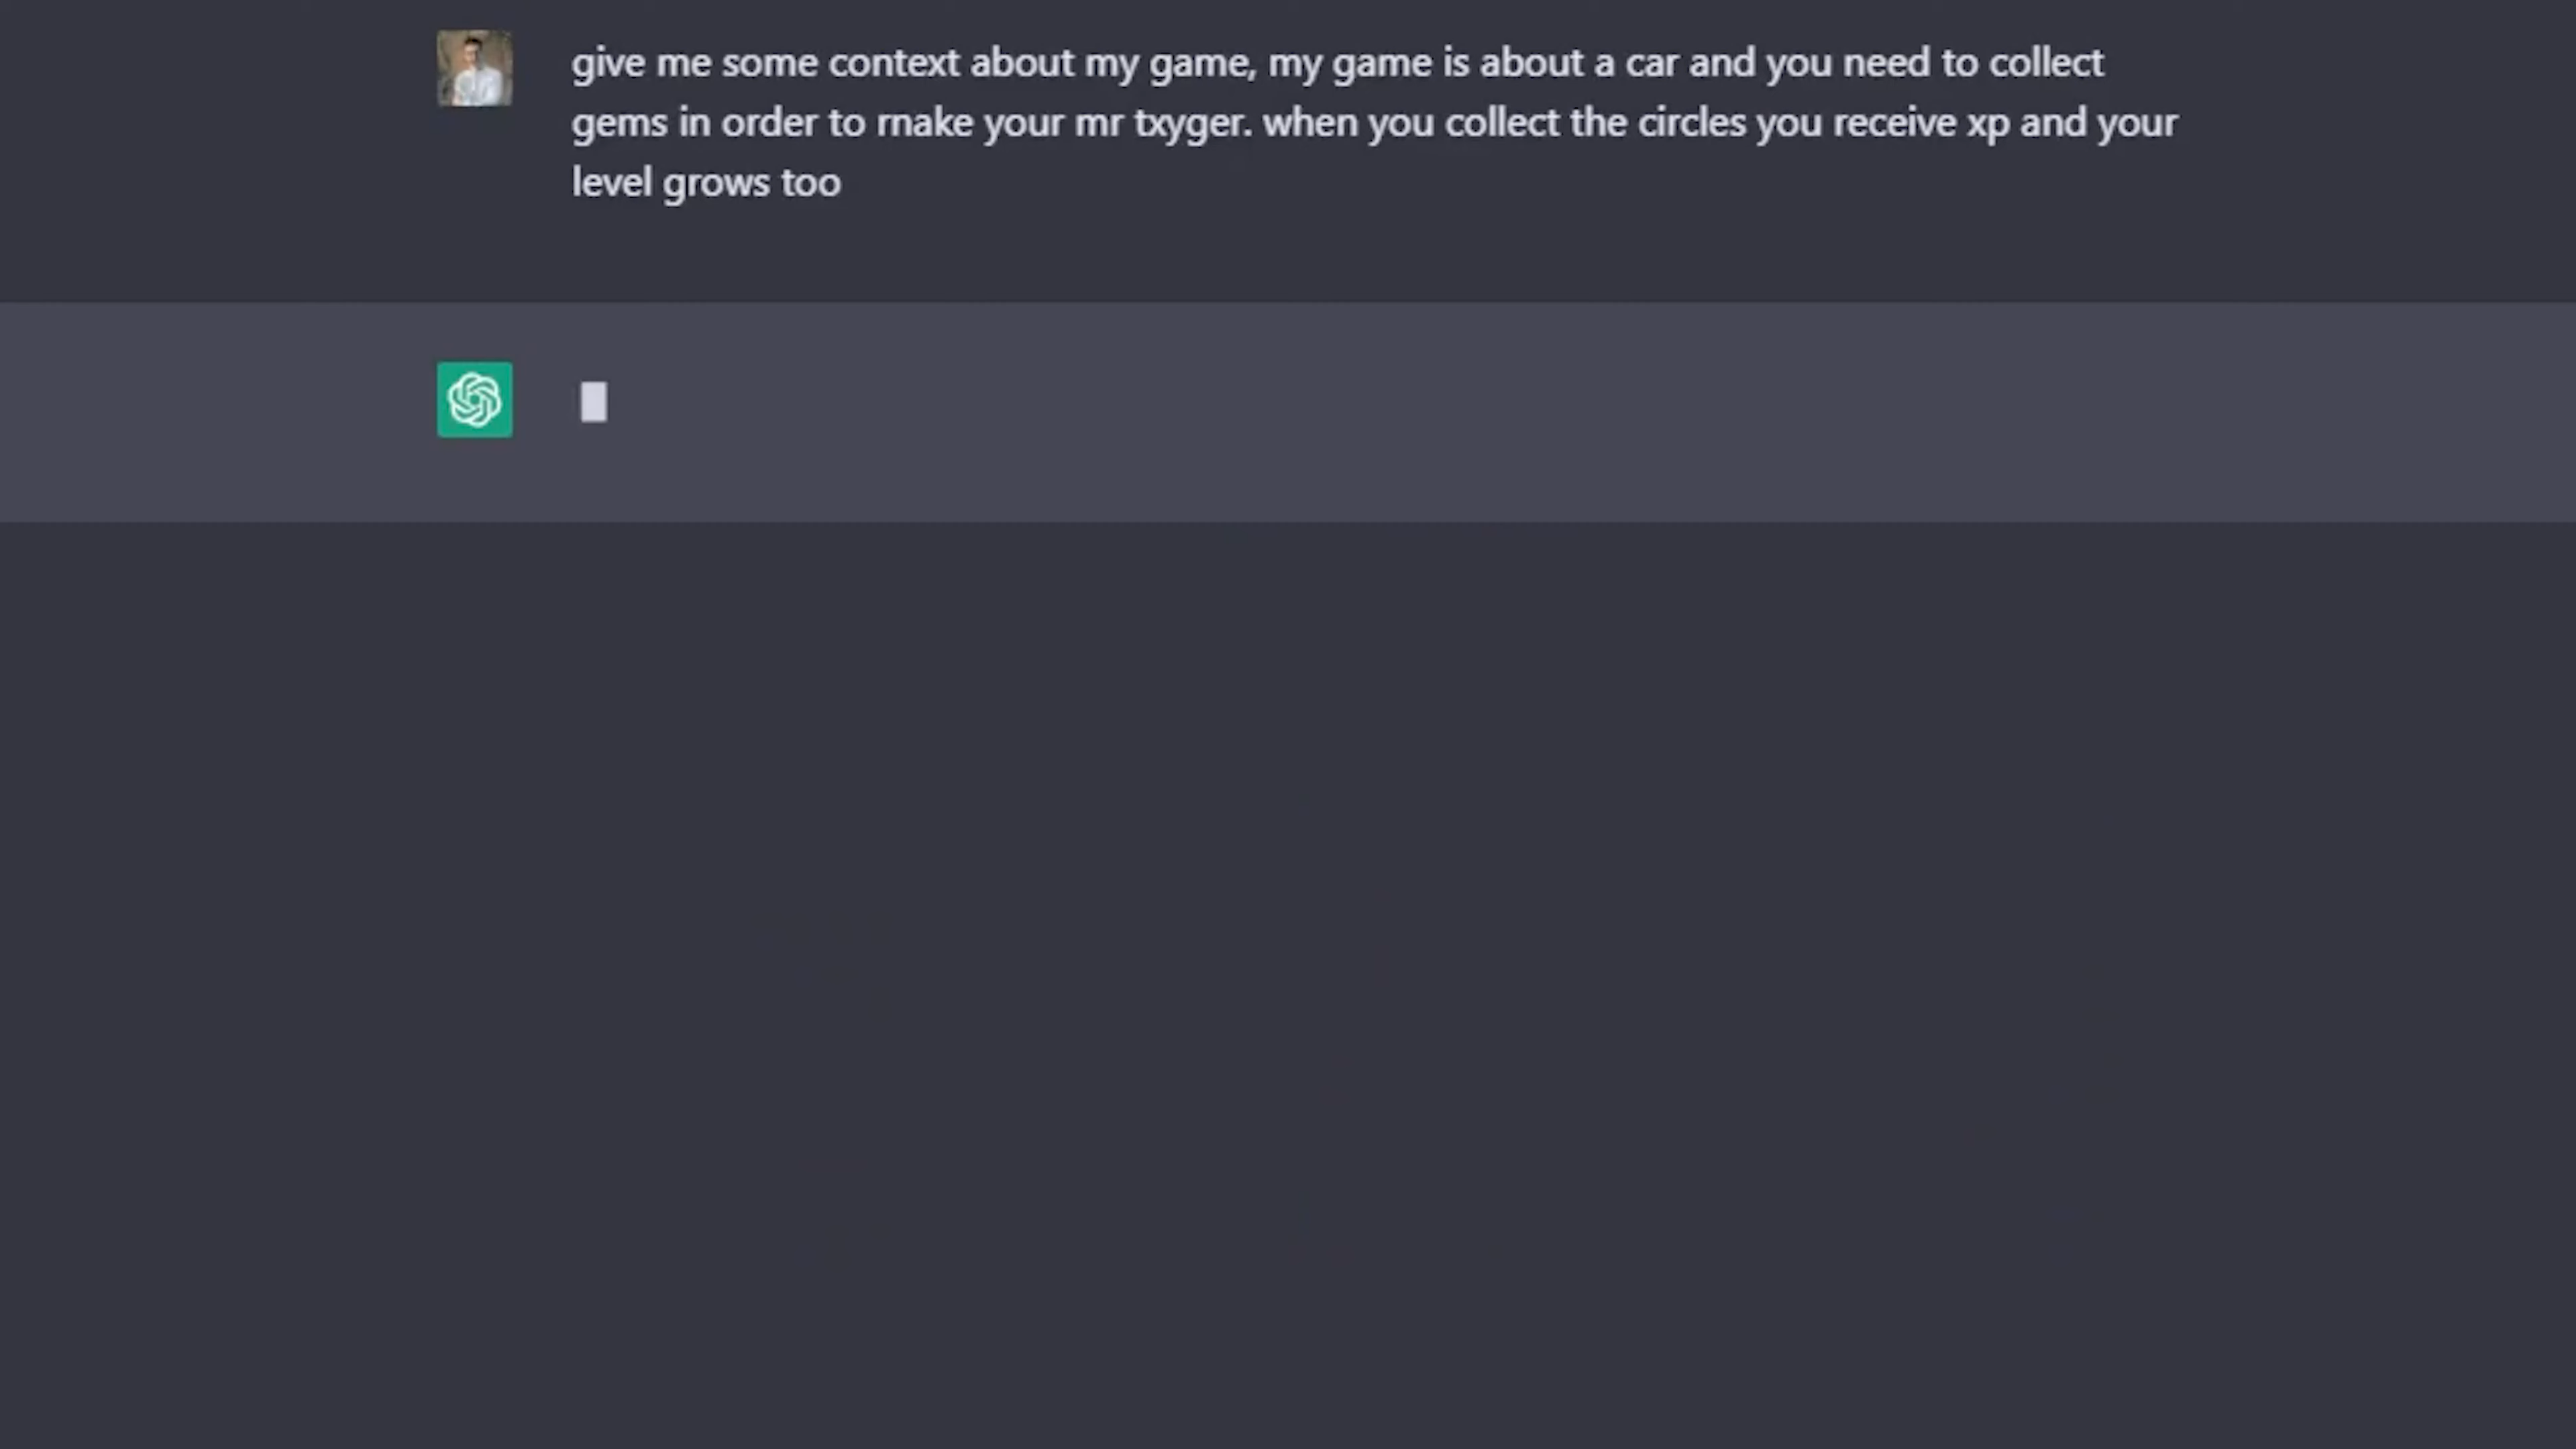 give me some context about my game, my game is about a car and you need to collect
gems in order to rnake your mr txyger. when you collect the circles you receive xp and your
level grows too